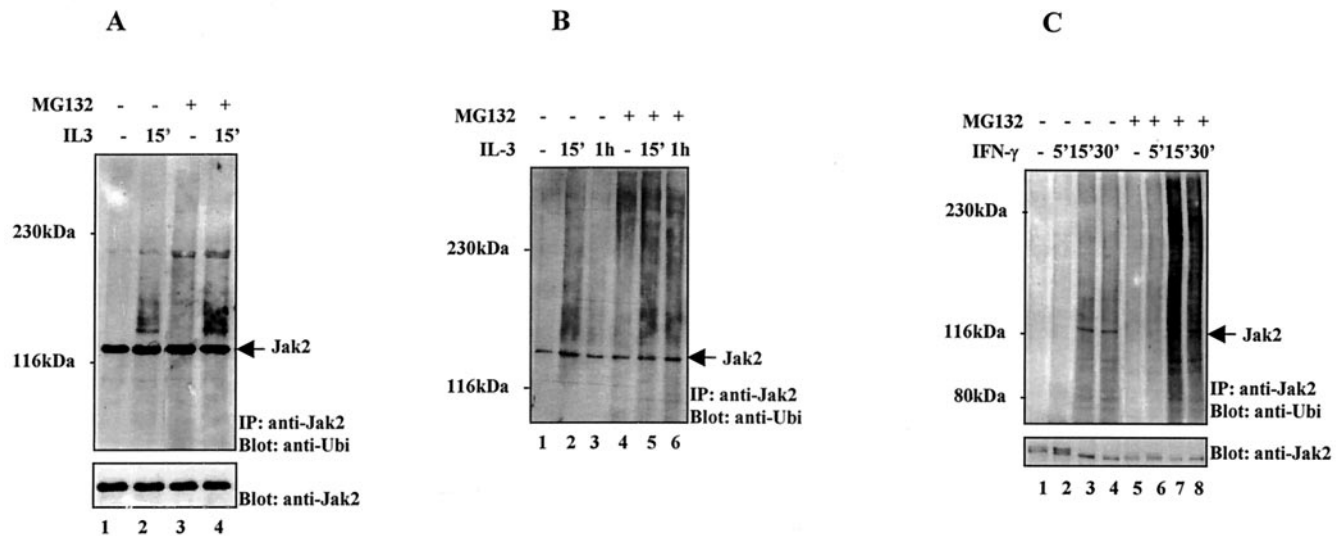 A
MG132 - - + +
IL3 - 15' - 15'
230kDa
116kDa
Jak2
IP: anti-Jak2
Blot: anti-Ubi
Blot: anti-Jak2
1 2 3 4
B
MG132 - - - + + +
IL-3 - 15' 1h - 15' 1h
230kDa
116kDa
Jak2
IP: anti-Jak2
Blot: anti-Ubi
1 2 3 4 5 6
C
MG132 - - - - + + + +
IFN-γ - 5'15'30' - 5'15'30'
230kDa
116kDa
80kDa
Jak2
IP: anti-Jak2
Blot: anti-Ubi
Blot: anti-Jak2
1 2 3 4 5 6 7 8